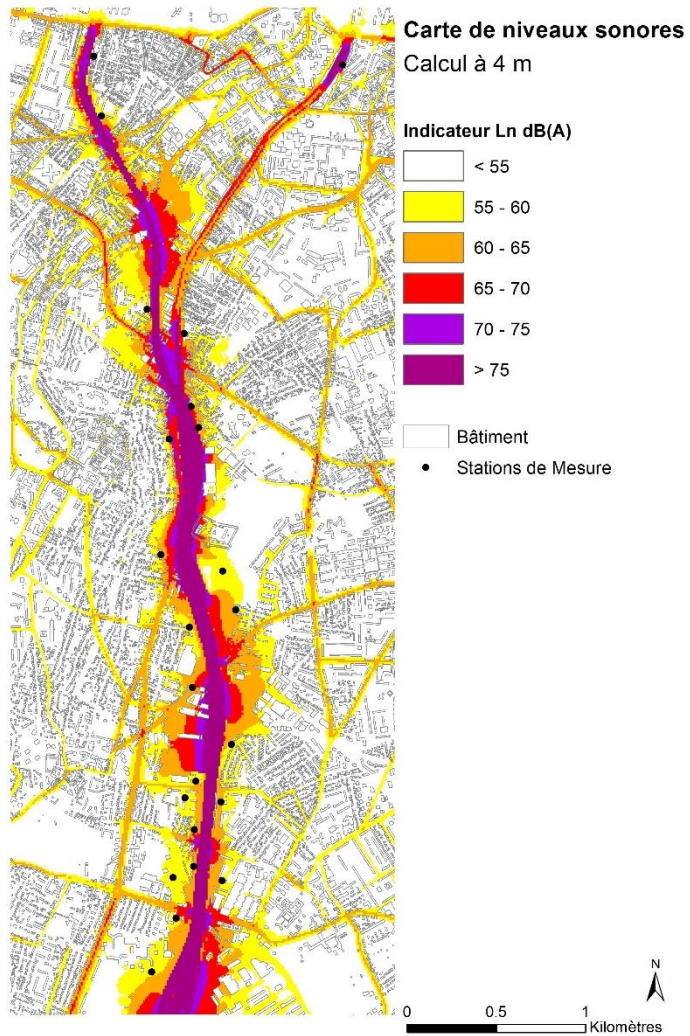 Carte de niveaux sonores
Calcul à 4 m
Indicateur Ln dB(A)
< 55
55 - 60
60 - 65
65 - 70
70 - 75
> 75
Bâtiment
Stations de Mesure
N
0 0.5 1
Kilomètres